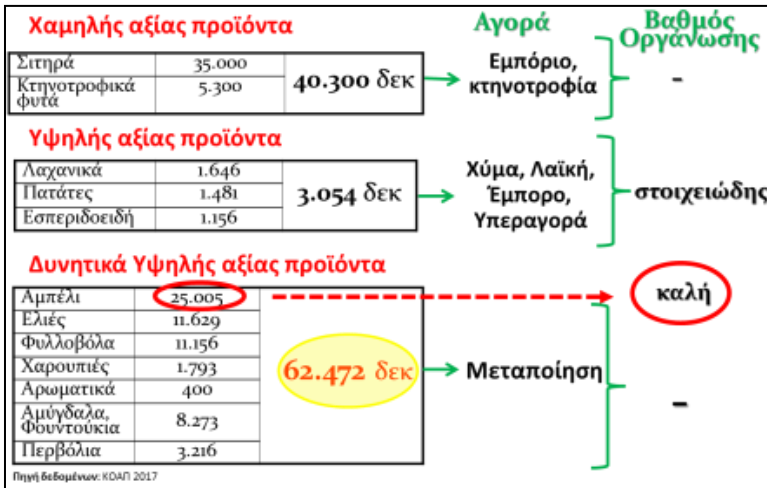 Χαμηλής αξίας προϊόντα
Αγορά
Βαθμός
Οργάνωσης
Σιτηρά 35.000
Κτηνοτροφικά φυτά 5.300
40.300 δεκ
Εμπόριο,
κτηνοτροφία
-
Υψηλής αξίας προϊόντα
Λαχανικά 1.646
Πατάτες 1.481
Εσπεριδοειδή 1.156
3.054 δεκ
Χύμα, Λαϊκή,
Έμπορο,
Υπεραγορά
στοιχειώδης
Δυνητικά Υψηλής αξίας προϊόντα
Αμπέλι 25.005
καλή
Ελιές 11.629
Φυλλοβόλα 11.156
Χαρουπιές 1.793
Αρωματικά 400
Αμύγδαλα, Φουντούκια 8.273
Περβόλια 3.216
62.472 δεκ
Μεταποίηση
–
Πηγή δεδομένων: ΚΟΑΠ 2017